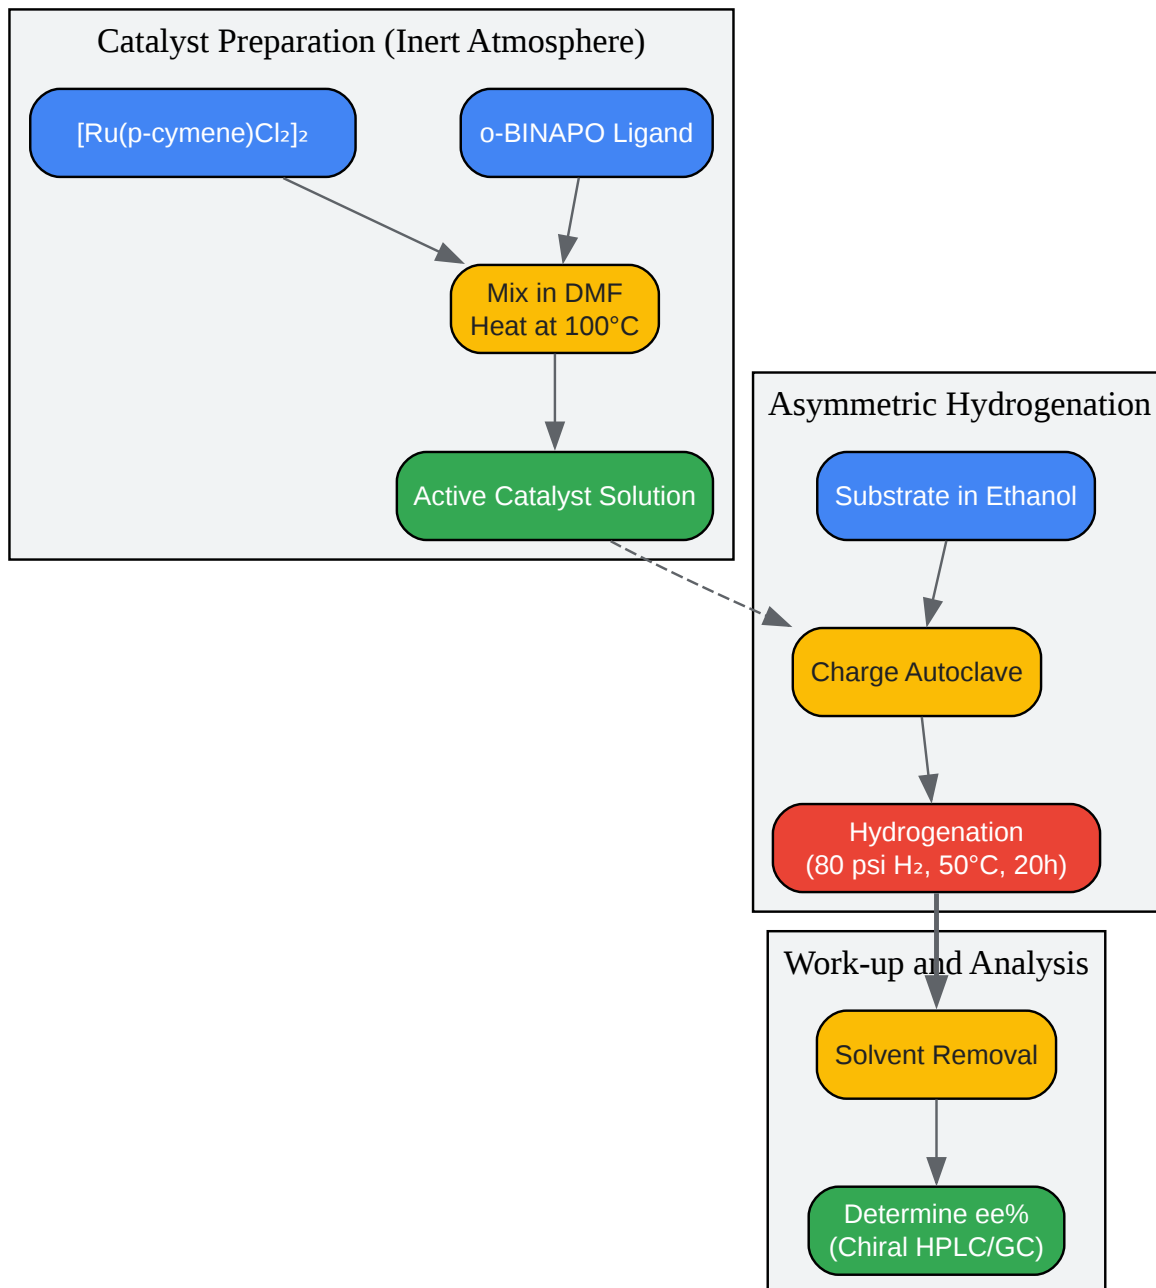 Catalyst Preparation (Inert Atmosphere)
[Ru(p-cymene)Cl₂]₂
o-BINAPO Ligand
Mix in DMF
Heat at 100°C
Active Catalyst Solution
Asymmetric Hydrogenation
Substrate in Ethanol
Charge Autoclave
Hydrogenation
(80 psi H₂, 50°C, 20h)
Work-up and Analysis
Solvent Removal
Determine ee%
(Chiral HPLC/GC)